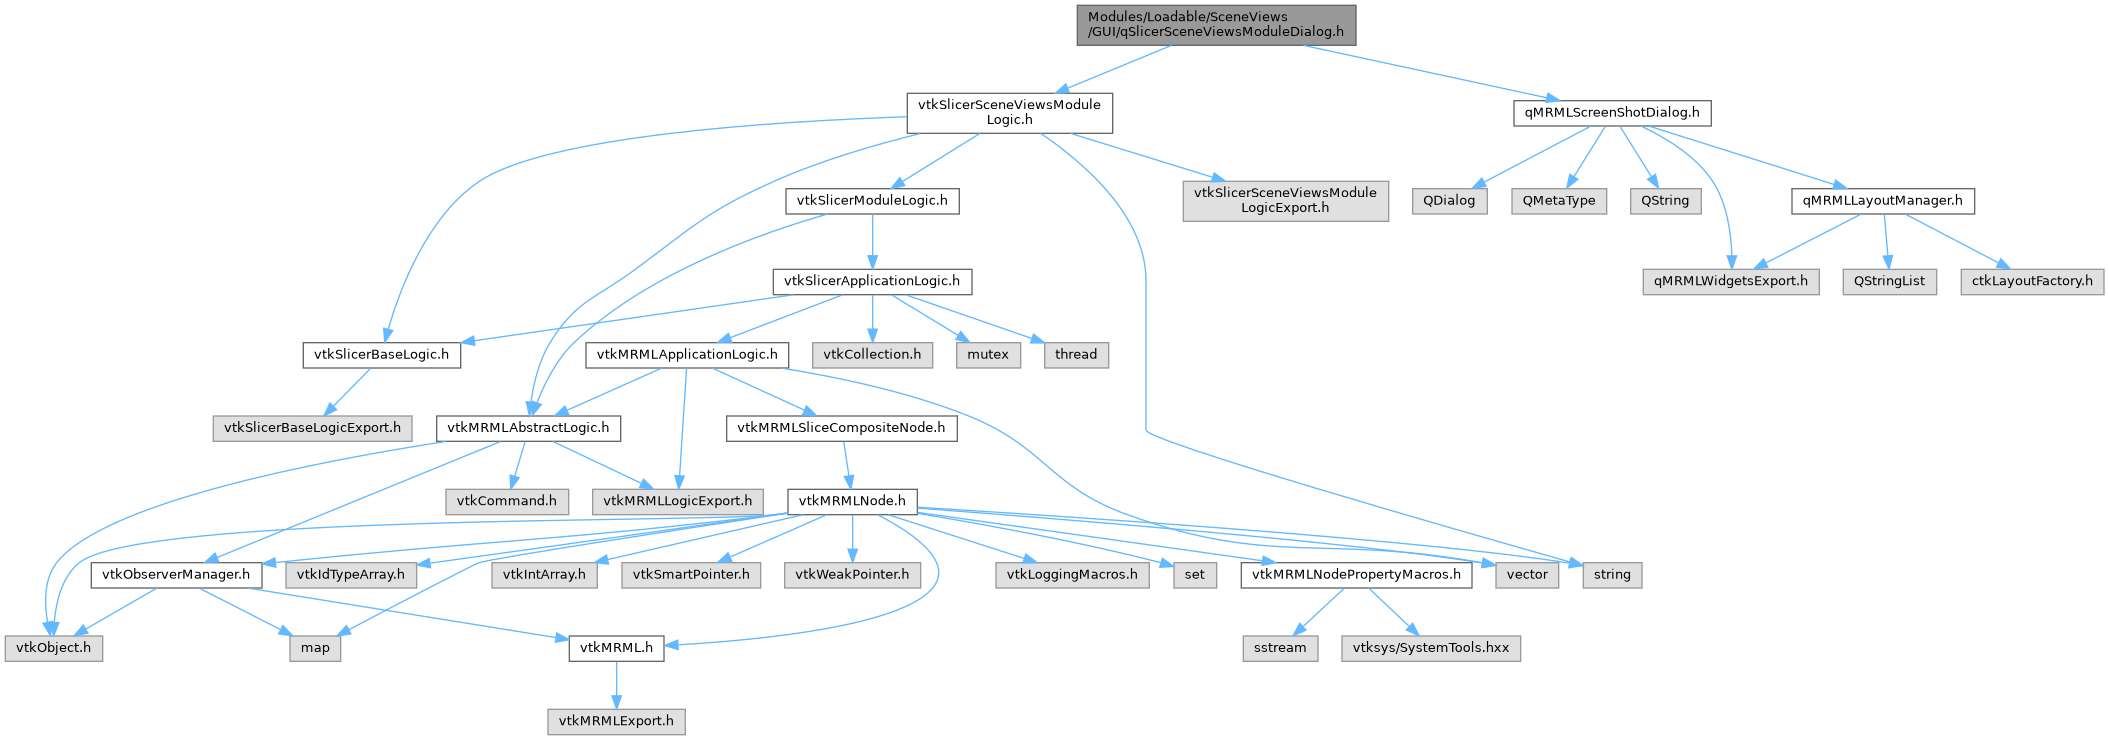 Modules/Loadable/SceneViews
/GUI/qSlicerSceneViewsModuleDialog.h
vtkSlicerSceneViewsModule
Logic.h
qMRMLScreenShotDialog.h
vtkSlicerModuleLogic.h
vtkSlicerSceneViewsModule
LogicExport.h
QDialog
QMetaType
QString
qMRMLLayoutManager.h
vtkSlicerApplicationLogic.h
qMRMLWidgetsExport.h
QStringList
ctkLayoutFactory.h
vtkSlicerBaseLogic.h
vtkMRMLApplicationLogic.h
vtkCollection.h
mutex
thread
vtkSlicerBaseLogicExport.h
vtkMRMLAbstractLogic.h
vtkMRMLSliceCompositeNode.h
vtkCommand.h
vtkMRMLLogicExport.h
vtkMRMLNode.h
vtkObserverManager.h
vtkIdTypeArray.h
vtkIntArray.h
vtkSmartPointer.h
vtkWeakPointer.h
vtkLoggingMacros.h
set
vtkMRMLNodePropertyMacros.h
vector
string
vtkObject.h
map
vtkMRML.h
sstream
vtksys/SystemTools.hxx
vtkMRMLExport.h